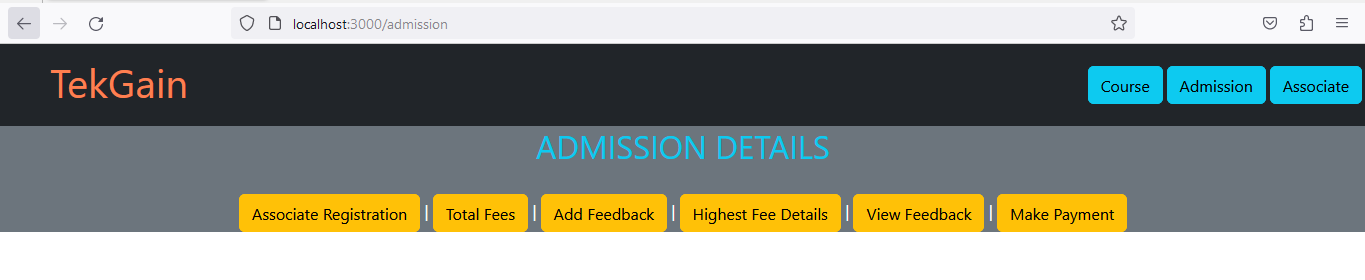 localhost:3000/admission
TekGain
Course Admission Associate
ADMISSION DETAILS
Associate Registration | Total Fees | Add Feedback | Highest Fee Details | View Feedback | Make Payment